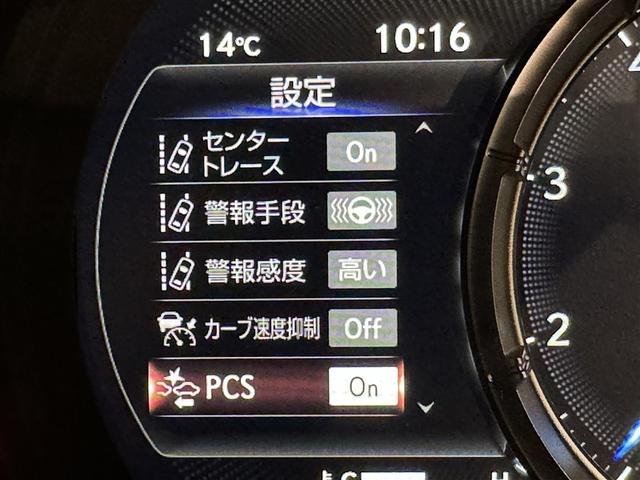 14℃
10:16
設定
センター
トレース
On
警報手段
警報感度
高い
カーブ速度抑制
Off
PCS
On
3
2
C
H